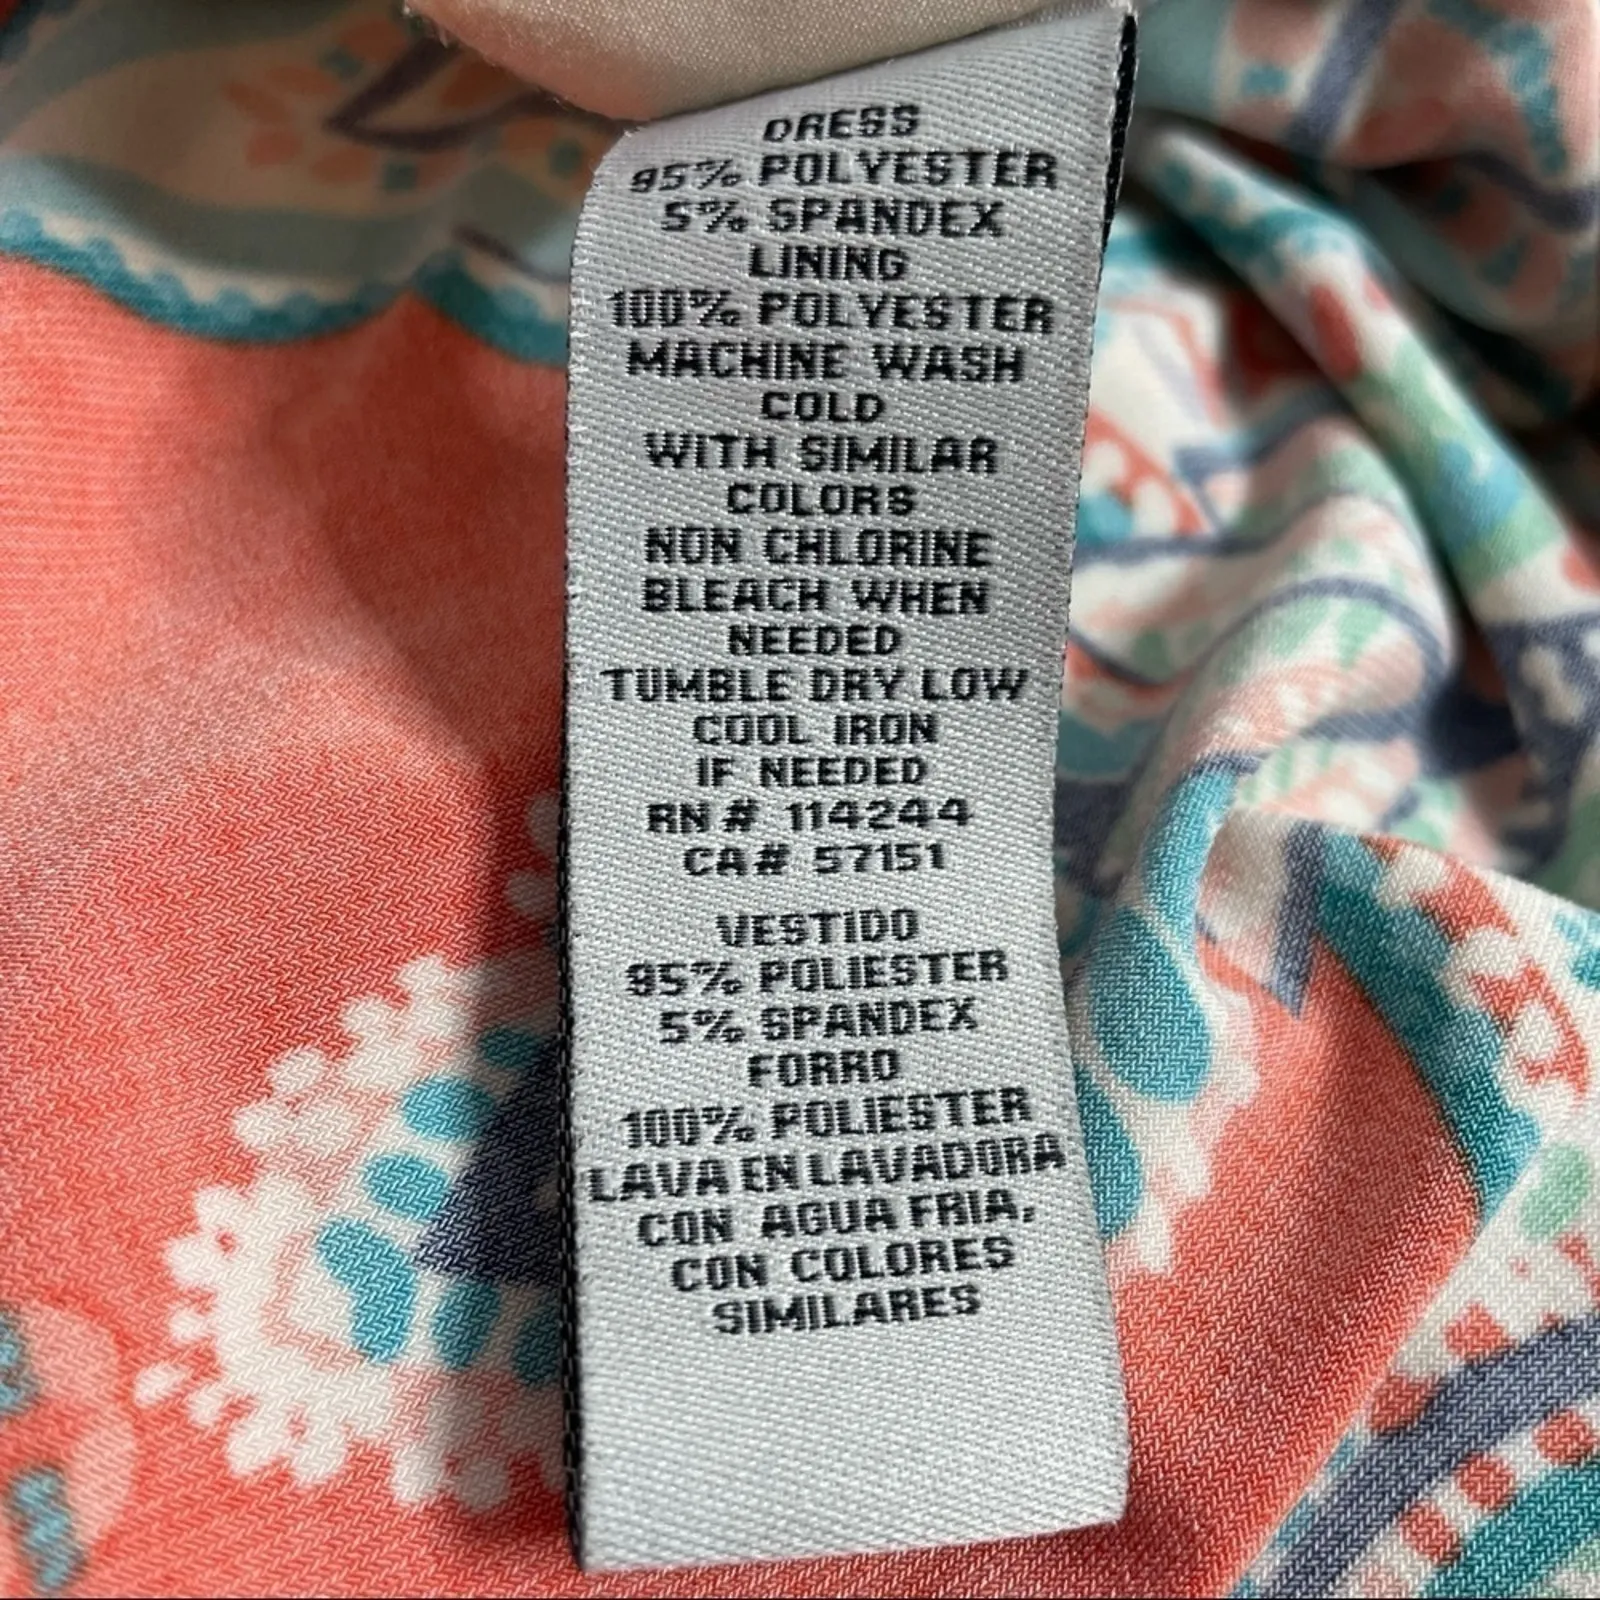 DRESS
95% POLYESTER
5% SPANDEX
LINING
100% POLYESTER
MACHINE WASH
COLD
WITH SIMILAR
COLORS
NON CHLORINE
BLEACH WHEN
NEEDED
TUMBLE DRY LOW
COOL IRON
IF NEEDED
RN # 114244
CA# 57151
VESTIDO
95% POLIESTER
5% SPANDEX
FORRO
100% POLIESTER
LAVA EN LAVADORA
CON AGUA FRIA,
CON COLORES
SIMILARES